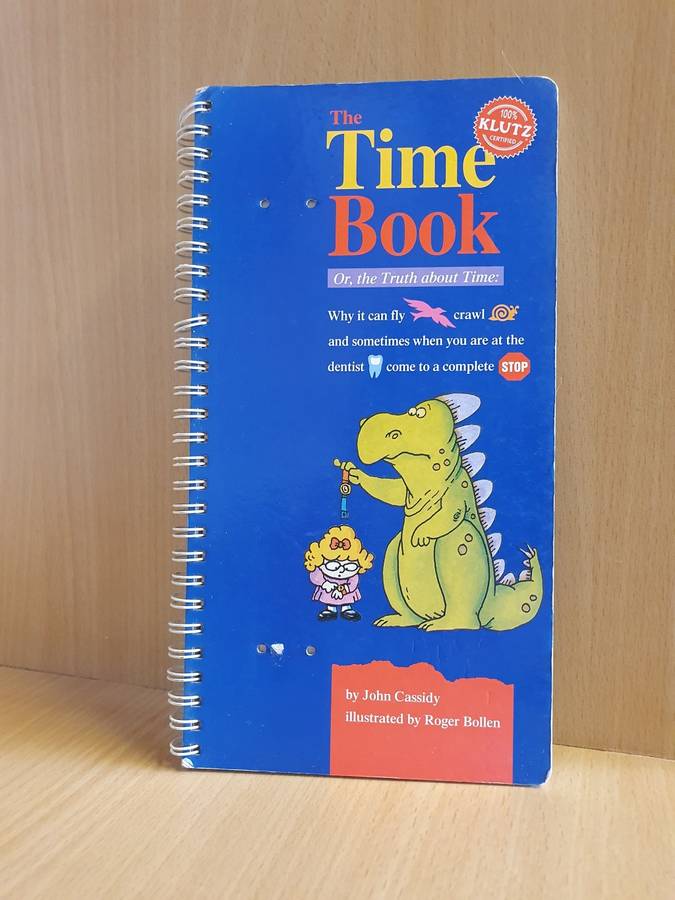 The
Time
Book
100%
KLUTZ
CERTIFIED
Or, the Truth about Time:
Why it can fly crawl
and sometimes when you are at the
dentist come to a complete STOP
by John Cassidy
illustrated by Roger Bollen